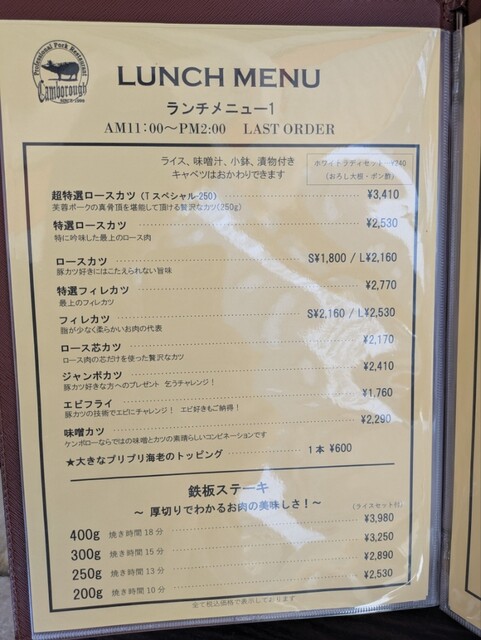 Professional Pork Restaurant
Camborough
LUNCH MENU
ランチメニュー1
AM11:00～PM2:00 LAST ORDER
ライス、味噌汁、小鉢、漬物付き
キャベツはおかわりできます
ホワイトラディセット ¥240
(おろし大根・ポン酢)
超特選ロースカツ (Tスペシャル250) ¥3,410
芙蓉ポークの真骨頂を堪能して頂ける贅沢なカツ(250g)
特選ロースカツ ¥2,530
特に吟味した最上のロース肉
ロースカツ S¥1,800 / L¥2,160
豚カツ好きにはこたえられない旨味
特選フィレカツ ¥2,770
最上のフィレカツ
フィレカツ S¥2,160 / L¥2,530
脂が少なく柔らかいお肉の代表
ロース芯カツ ¥2,170
ロース肉の芯だけを使った贅沢なカツ
ジャンボカツ ¥2,410
豚カツ好きな方へのプレゼント 乞うチャレンジ！
エビフライ ¥1,760
豚カツの技術でエビにチャレンジ！ エビ好きもご納得！
味噌カツ ¥2,290
ケンボローならではの味噌とカツの素晴らしいコンビネーションです
★大きなプリプリ海老のトッピング 1本 ¥600
鉄板ステーキ
～ 厚切りでわかるお肉の美味しさ！～
(ライスセット付)
400g 焼き時間 18分 ¥3,980
300g 焼き時間 15分 ¥3,250
250g 焼き時間 13分 ¥2,890
200g 焼き時間 10分 ¥2,530
全て税込価格で表示しております